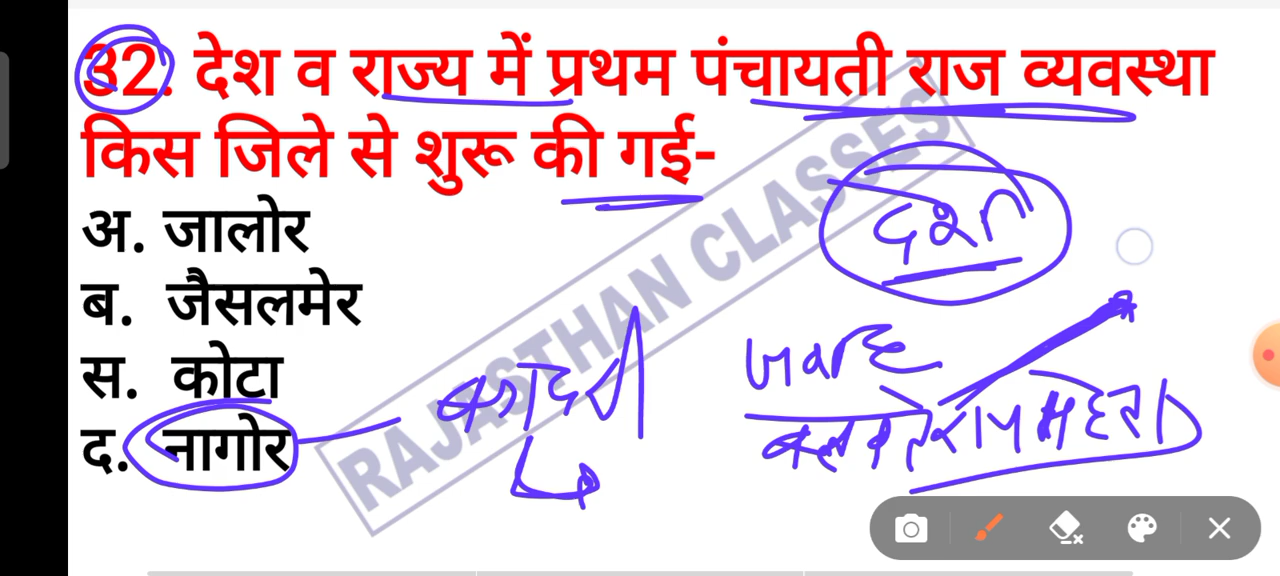 32. देश व राज्य में प्रथम पंचायती राज व्यवस्था
किस जिले से शुरू की गई-
अ. जालोर
ब. जैसलमेर
स. कोटा
द. नागोर
RAJASTHAN CLASSES